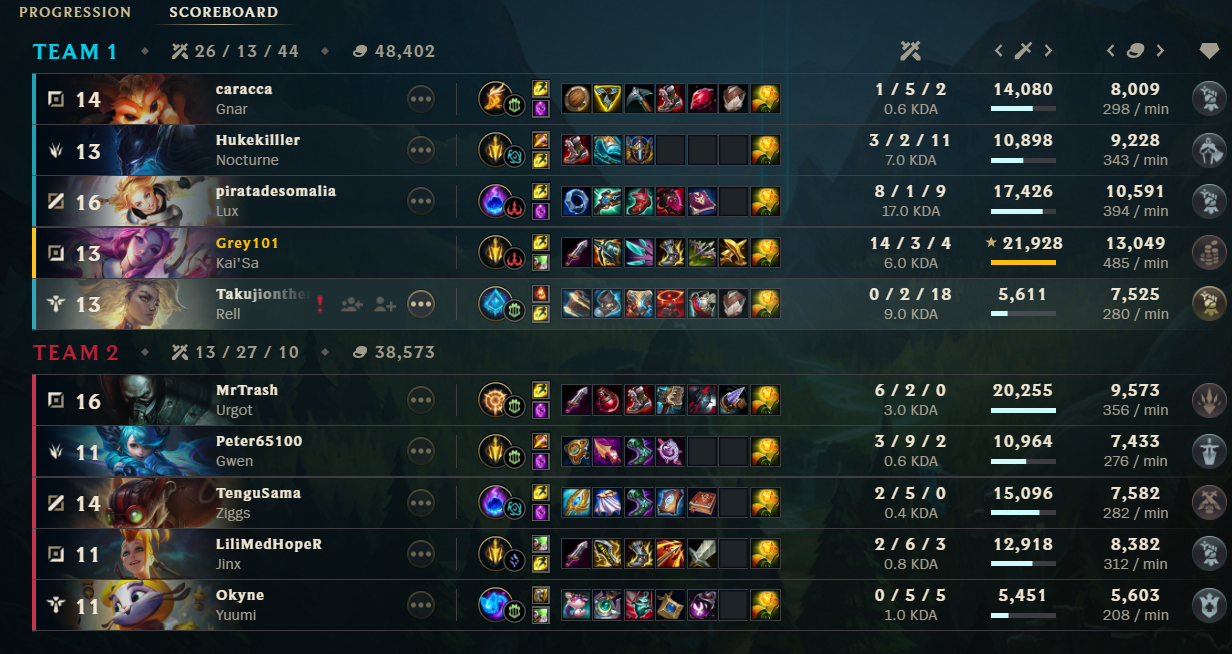 PROGRESSION SCOREBOARD
TEAM 1 26 / 13 / 44 48,402
14 caracca 1 / 5 / 2 14,080 8,009
Gnar 0.6 KDA 298 / min
13 Hukekilller 3 / 2 / 11 10,898 9,228
Nocturne 7.0 KDA 343 / min
16 piratadesomalia 8 / 1 / 9 17,426 10,591
Lux 17.0 KDA 394 / min
13 Grey101 14 / 3 / 4 21,928 13,049
Kai'Sa 6.0 KDA 485 / min
13 Takujionthe 0 / 2 / 18 5,611 7,525
Rell 9.0 KDA 280 / min
TEAM 2 13 / 27 / 10 38,573
16 MrTrash 6 / 2 / 0 20,255 9,573
Urgot 3.0 KDA 356 / min
11 Peter65100 3 / 9 / 2 10,964 7,433
Gwen 0.6 KDA 276 / min
14 TenguSama 2 / 5 / 0 15,096 7,582
Ziggs 0.4 KDA 282 / min
11 LiliMedHopeR 2 / 6 / 3 12,918 8,382
Jinx 0.8 KDA 312 / min
11 Okyne 0 / 5 / 5 5,451 5,603
Yuumi 1.0 KDA 208 / min